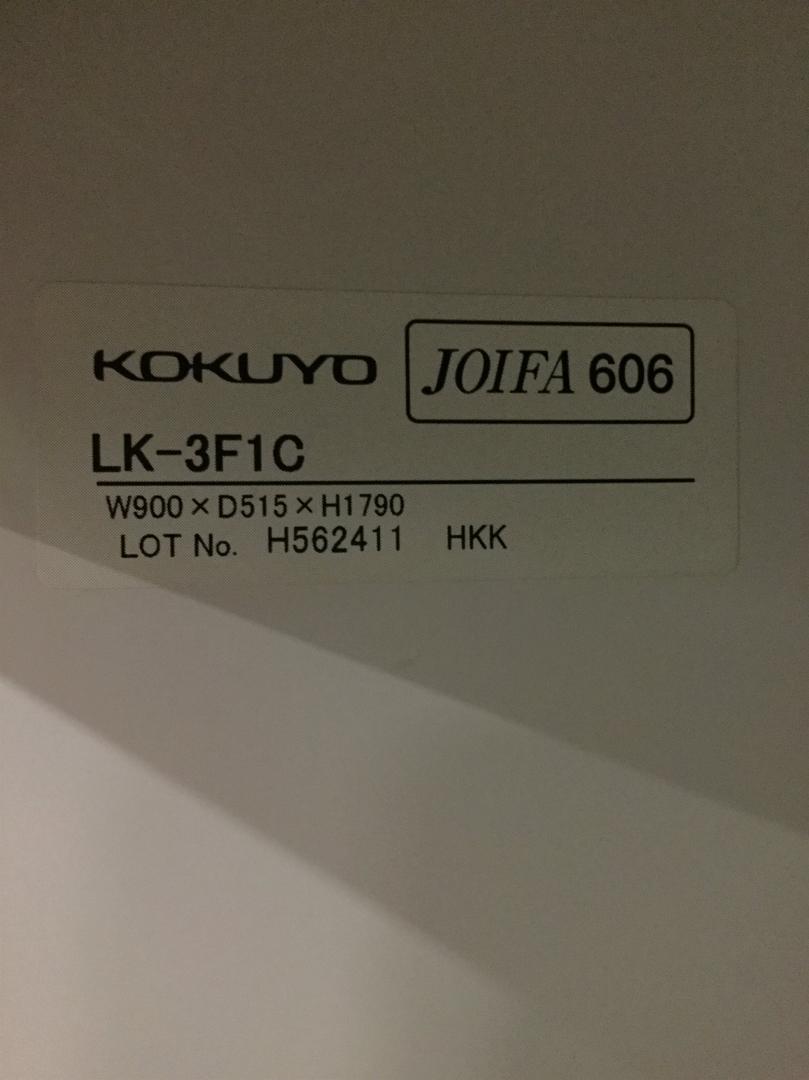 KOKUYO JOIFA 606
LK-3F1C
W900×D515×H1790
LOT No. H562411 HKK